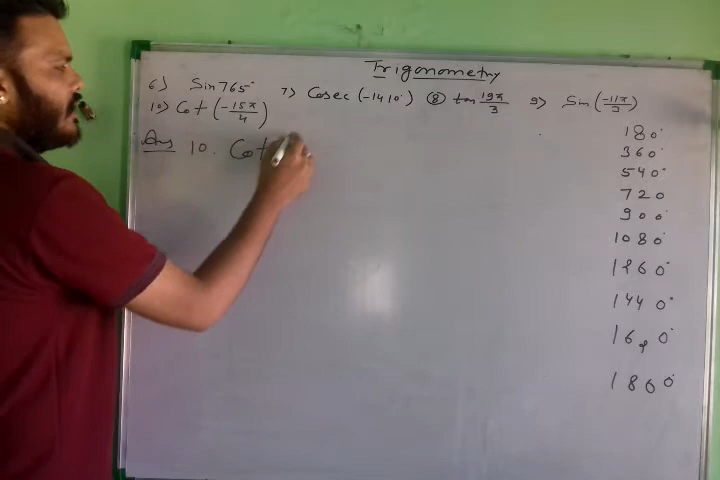 Trigonometry
6) Sin 765° 7) Cosec (-1410°) ⑧ tan 19π/3 9) Sin (-11π/3)
10) Cot (-15π/4)
Ans 10. Cot
180°
360°
540°
720
900
1080°
1260°
1440°
1860°